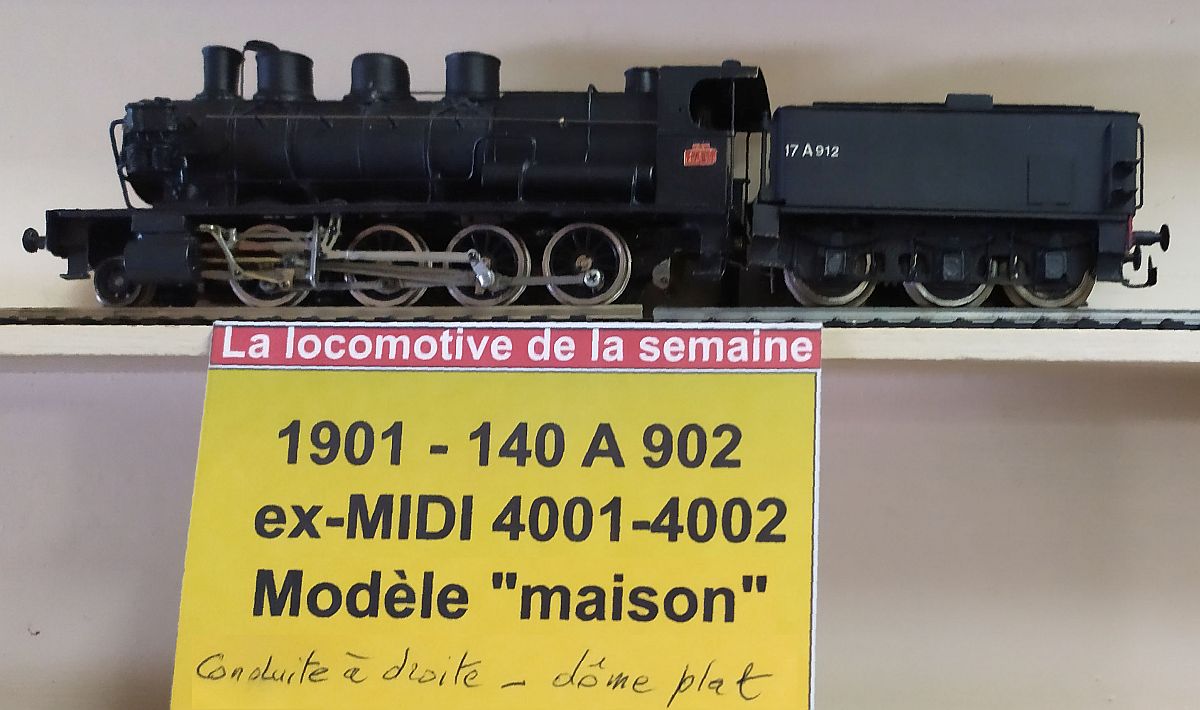 17 A 912
La locomotive de la semaine
1901 - 140 A 902
ex-MIDI 4001-4002
Modèle "maison"
Conduite à droite - dôme plat